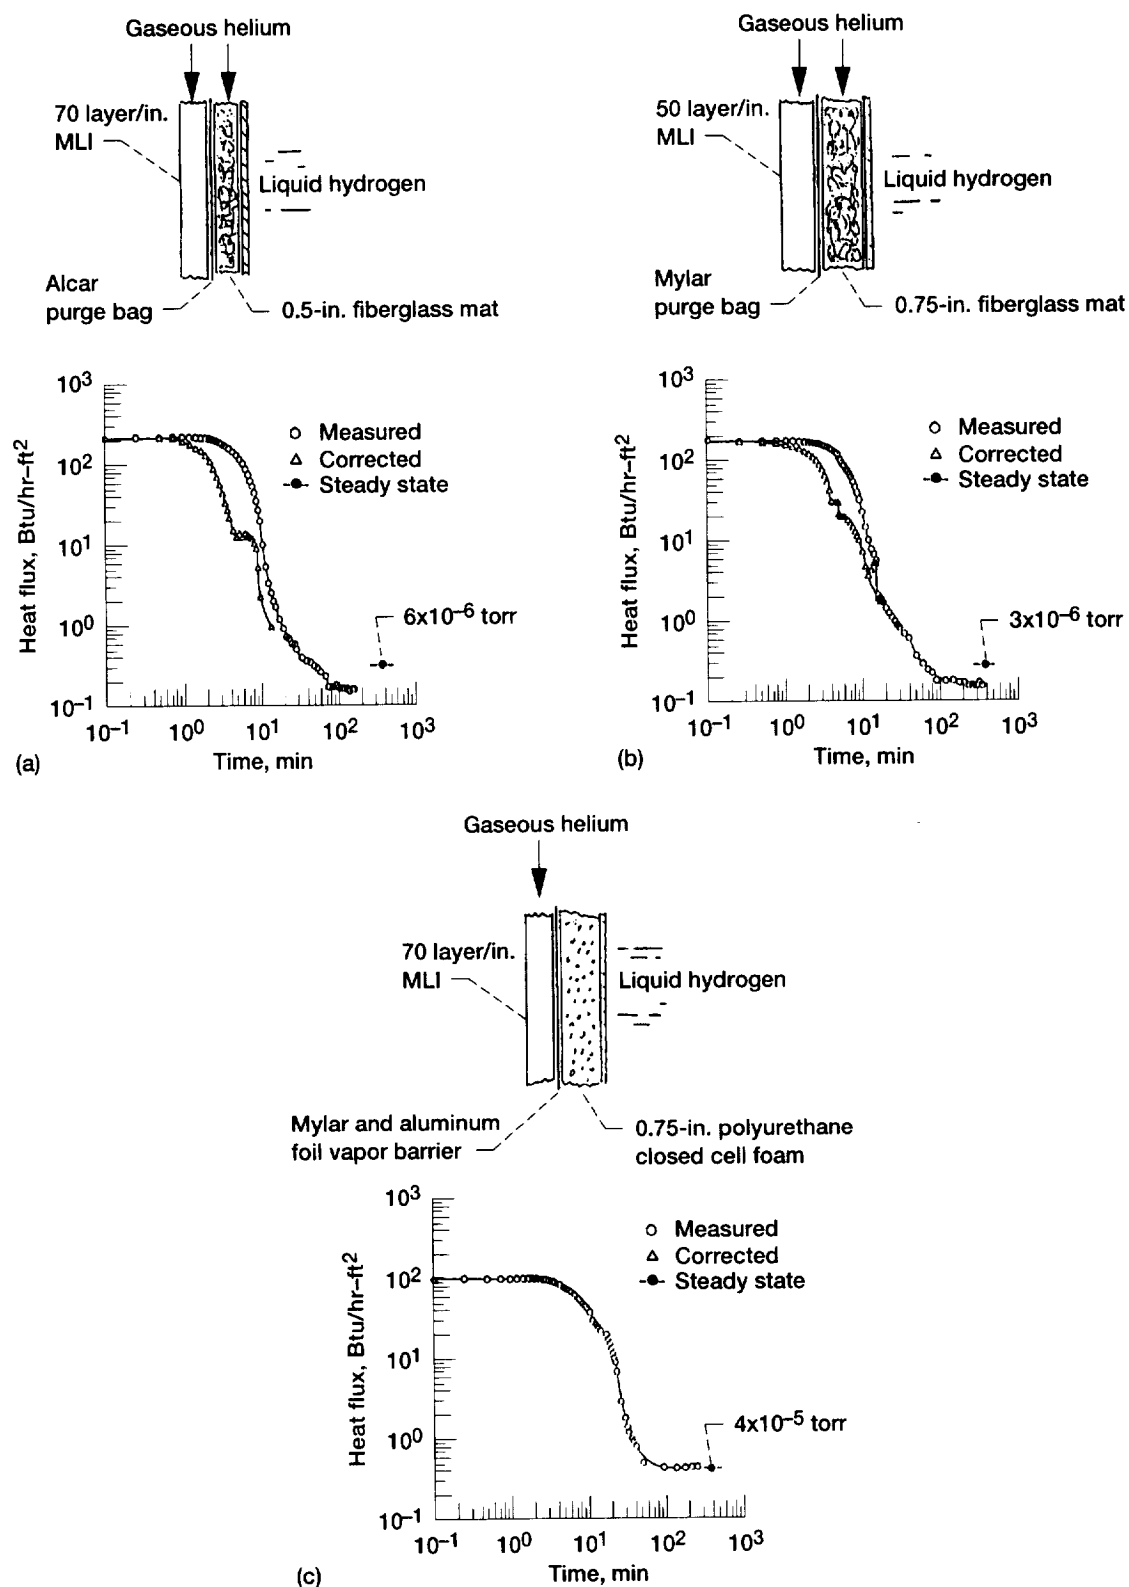 Gaseous helium
70 layer/in.
MLI
Liquid hydrogen
Alcar
purge bag
0.5-in. fiberglass mat
10³
10²
10¹
10⁰
10⁻¹
Heat flux, Btu/hr–ft²
Measured
Corrected
Steady state
6x10⁻⁶ torr
10⁻¹ 10⁰ 10¹ 10² 10³
Time, min
(a)
Gaseous helium
50 layer/in.
MLI
Liquid hydrogen
Mylar
purge bag
0.75-in. fiberglass mat
10³
10²
10¹
10⁰
10⁻¹
Heat flux, Btu/hr–ft²
Measured
Corrected
Steady state
3x10⁻⁶ torr
10⁻¹ 10⁰ 10¹ 10² 10³
Time, min
(b)
Gaseous helium
70 layer/in.
MLI
Liquid hydrogen
Mylar and aluminum
foil vapor barrier
0.75-in. polyurethane
closed cell foam
10³
10²
10¹
10⁰
10⁻¹
Heat flux, Btu/hr–ft²
Measured
Corrected
Steady state
4x10⁻⁵ torr
10⁻¹ 10⁰ 10¹ 10² 10³
Time, min
(c)